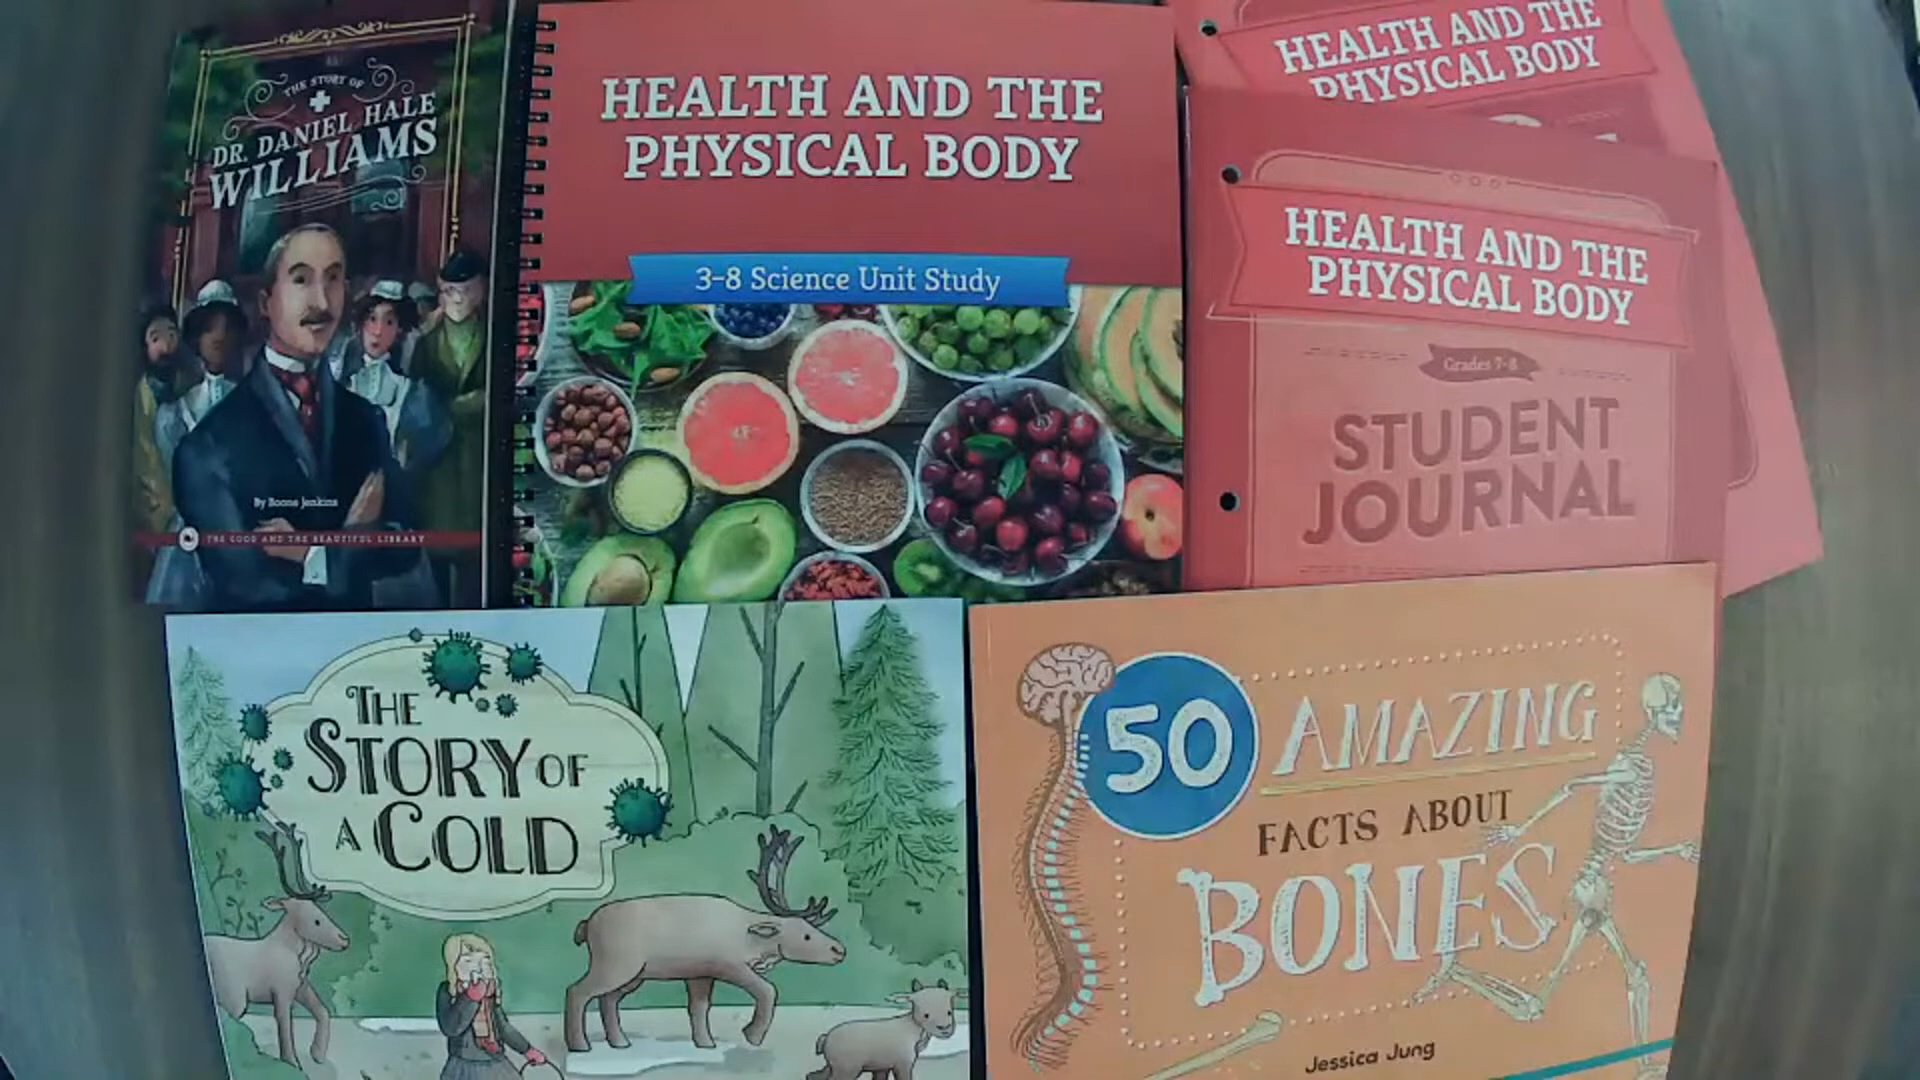 THE STORY OF
DR. DANIEL HALE
WILLIAMS
By Boone Jenkins
THE GOOD AND THE BEAUTIFUL LIBRARY
HEALTH AND THE
PHYSICAL BODY
3-8 Science Unit Study
HEALTH AND THE
PHYSICAL BODY
HEALTH AND THE
PHYSICAL BODY
Grades 7-8
STUDENT
JOURNAL
THE
STORY OF
A COLD
50 AMAZING
FACTS ABOUT
BONES
Jessica Jung